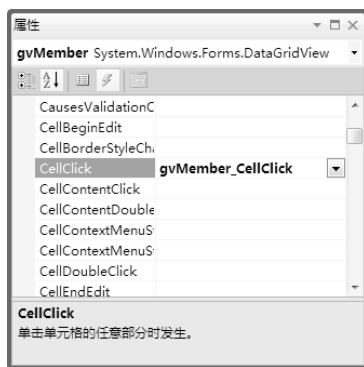 属性
gvMember System.Windows.Forms.DataGridView
CausesValidationC
CellBeginEdit
CellBorderStyleCh
CellClick gvMember_CellClick
CellContentClick
CellContentDouble
CellContextMenuS
CellContextMenuS
CellDoubleClick
CellEndEdit
CellClick
单击单元格的任意部分时发生。